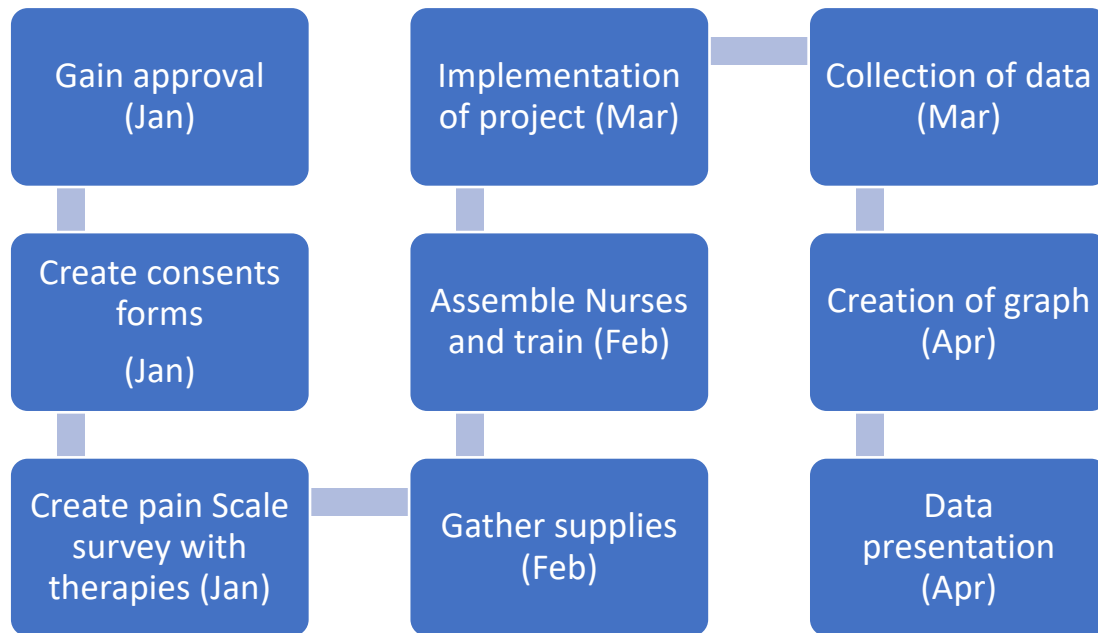 Gain approval
(Jan)
Create consents
forms
(Jan)
Create pain Scale
survey with
therapies (Jan)
Gather supplies
(Feb)
Assemble Nurses
and train (Feb)
Implementation
of project (Mar)
Collection of data
(Mar)
Creation of graph
(Apr)
Data
presentation
(Apr)